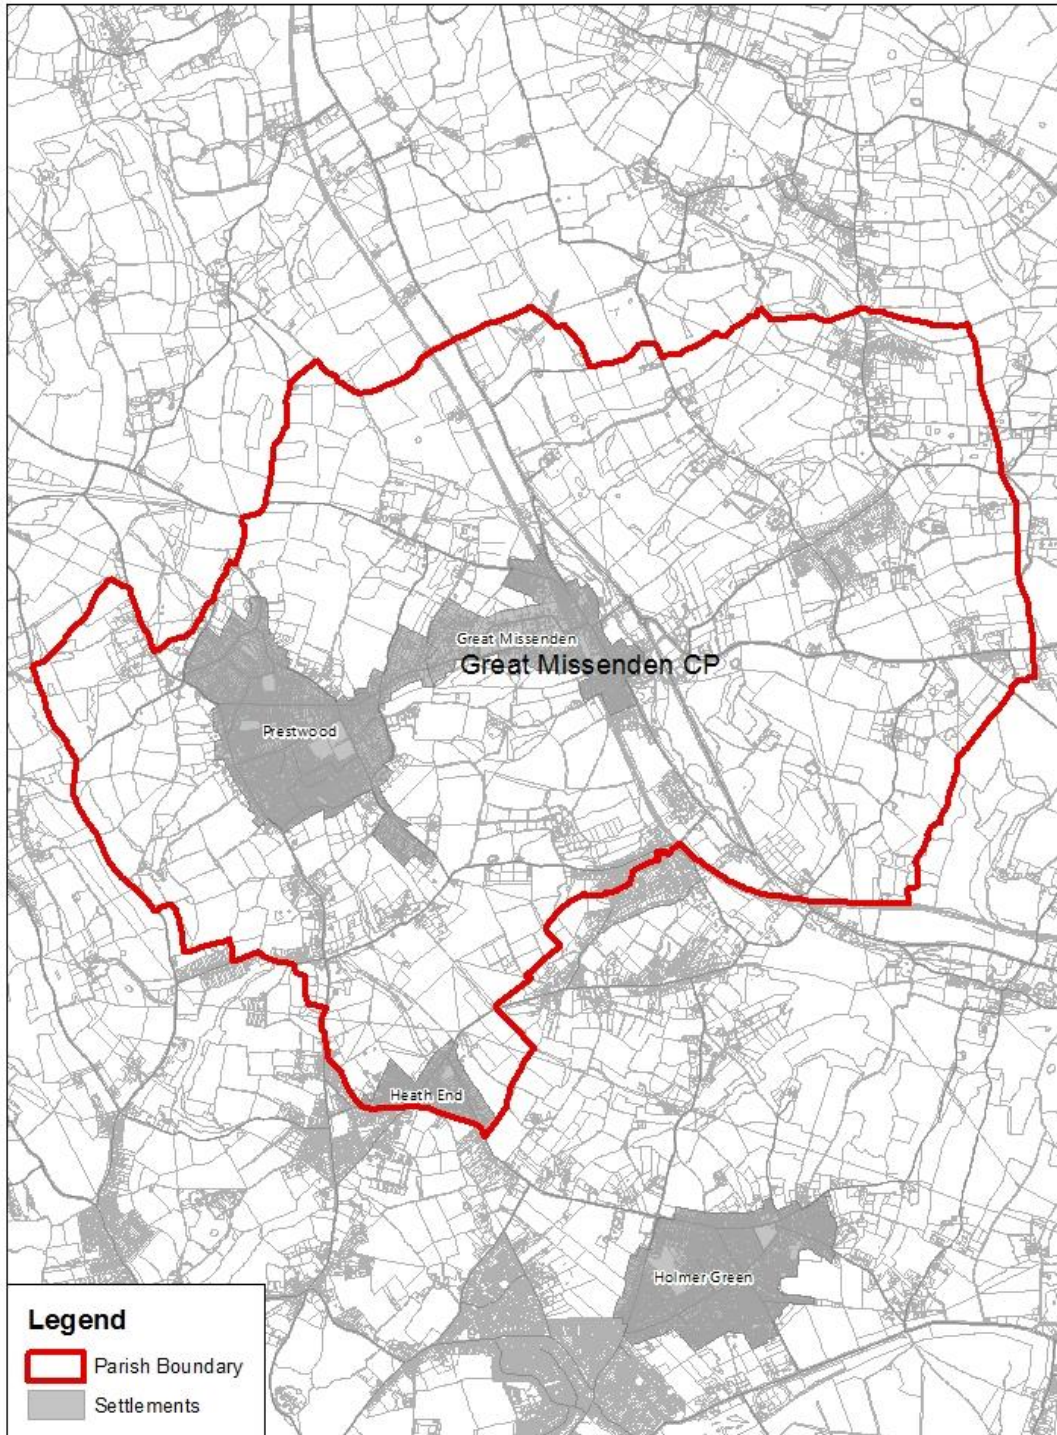 Great Missenden
Great Missenden CP
Prestwood
Heath End
Holmer Green
Legend
Parish Boundary
Settlements